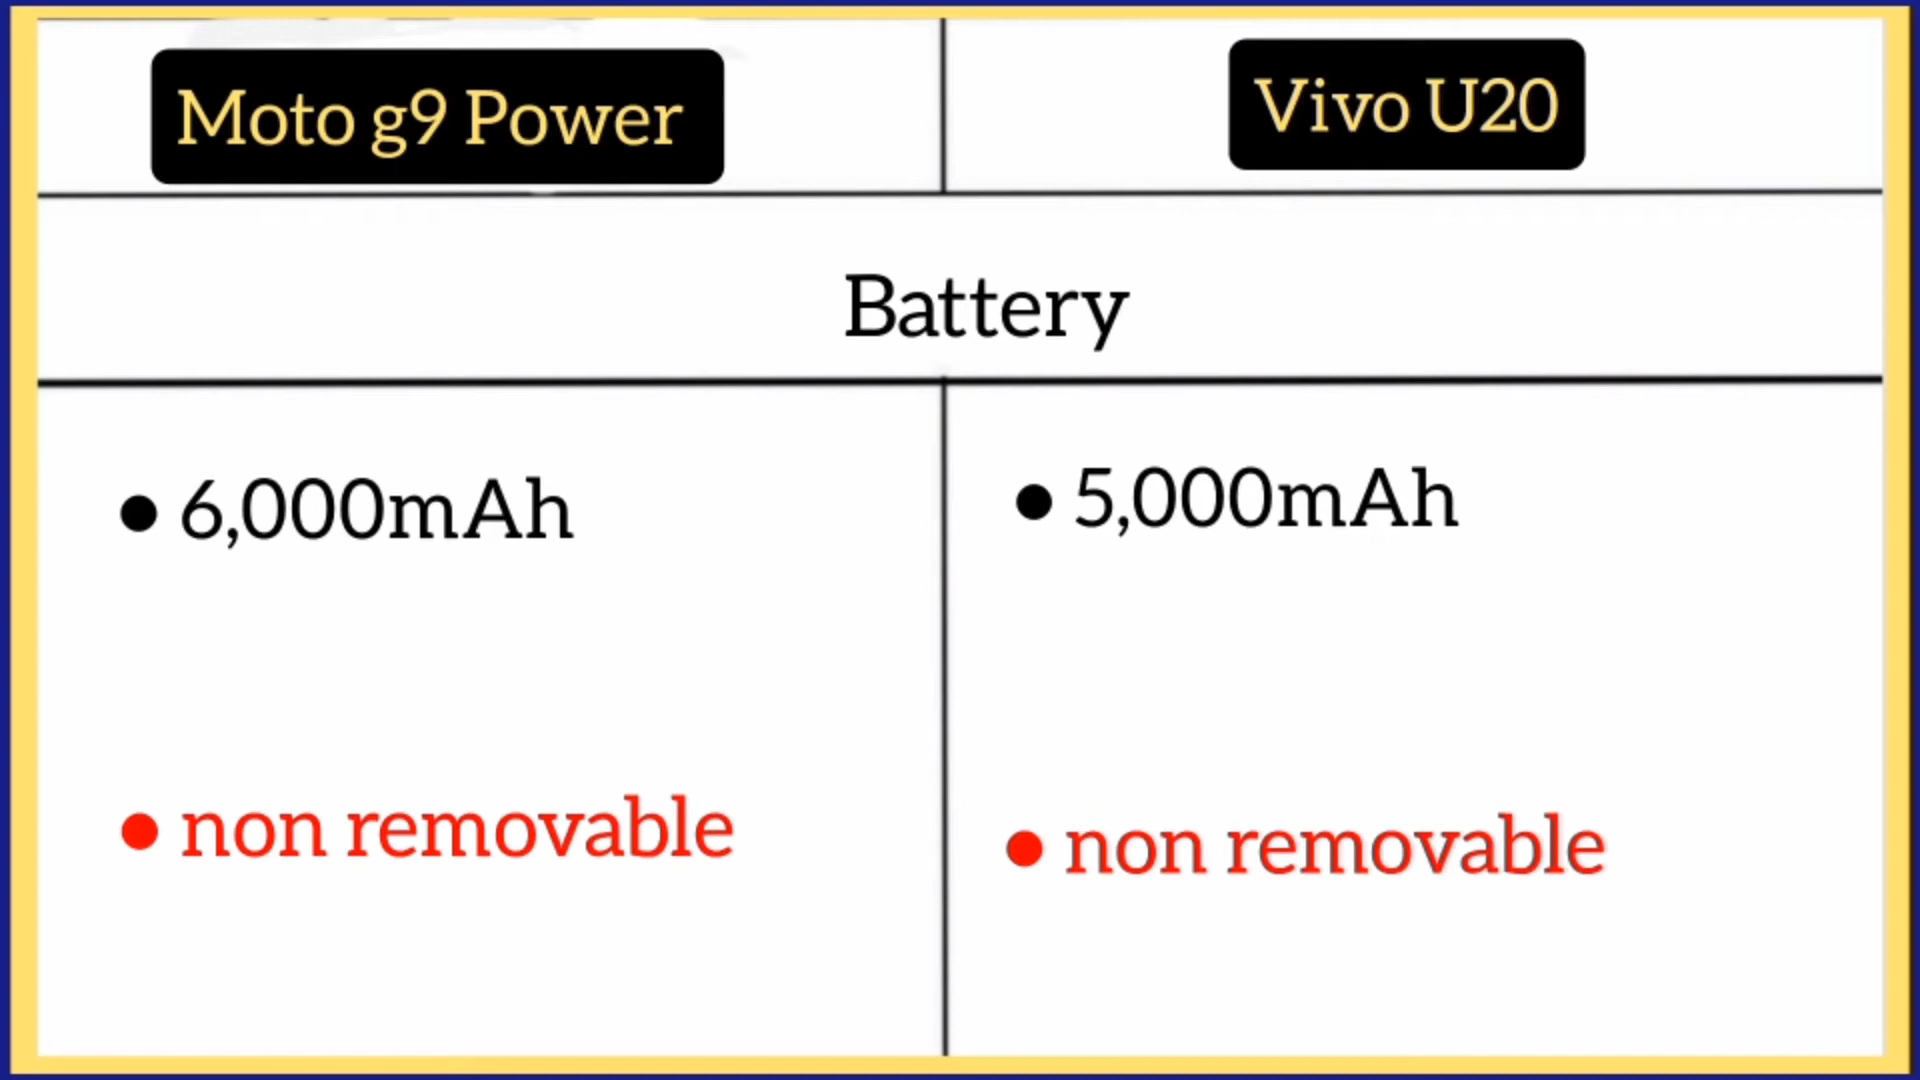 Moto g9 Power
Vivo U20
Battery
● 6,000mAh
● 5,000mAh
● non removable
● non removable